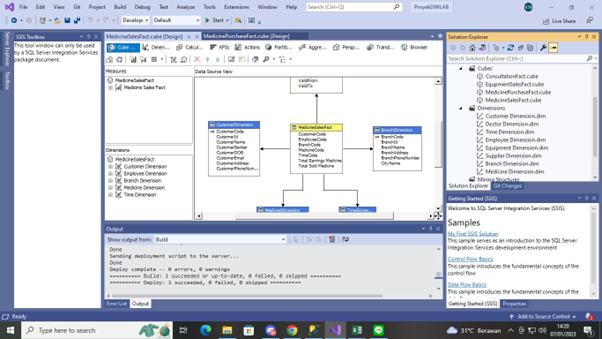 File Edit View Git Project Build Debug Test Analyze Tools Extensions Window Help Search (Ctrl+Q) ProyekDWLAB VW
Develop Default Start Live Share
Server Explorer
Toolbox
SSIS Toolbox
This tool window can only be
used by a SQL Server Integration Services
package document.
MedicineSalesFact.cube [Design] MedicinePurchaseFact.cube [Design]
Cube... Dimen... Calcul... KPIs Actions Partiti... Aggre... Persp... Transl... Browser
Measures
MedicineSalesFact
Medicine Sales Fact
Dimensions
MedicineSalesFact
Customer Dimension
Employee Dimension
Branch Dimension
Medicine Dimension
Time Dimension
Data Source View
ValidFrom
ValidTo
CustomerDimension
CustomerCode
CustomerId
CustomerName
CustomerGender
CustomerDOB
CustomerEmail
CustomerAddress
CustomerPhoneNum...
MedicineSalesFact
CustomerCode
EmployeeCode
BranchCode
MedicineCode
TimeCode
Total Earnings Medicine
Total Sold Medicine
BranchDimension
BranchCode
BranchId
BranchName
BranchAddress
BranchPhoneNumber
CityName
MedicineDimension
TimeDimen...
Output
Show output from: Build
Done
Sending deployment script to the server...
Done
Deploy complete -- 0 errors, 0 warnings
========== Build: 1 succeeded or up-to-date, 0 failed, 0 skipped ==========
========== Deploy: 1 succeeded, 0 failed, 0 skipped ==========
Error List Output
Solution Explorer
Search Solution Explorer (Ctrl+;)
Cubes
ConsultationFact.cube
EquipmentSalesFact.cube
MedicinePurchaseFact.cube
MedicineSalesFact.cube
Dimensions
Customer Dimension.dim
Doctor Dimension.dim
Time Dimension.dim
Employee Dimension.dim
Equipment Dimension.dim
Supplier Dimension.dim
Branch Dimension.dim
Medicine Dimension.dim
Mining Structures
Solution Explorer Git Changes
Getting Started (SSIS)
Welcome to SQL Server Integration Services (SSIS).
Samples
My First SSIS Solution
This sample serves as an introduction to the SQL Server
Integration Services development environment
Control Flow Basics
This sample introduces the fundamental concepts of the
control flow
Data Flow Basics
This sample introduces the fundamental concepts of the
Getting Started (SSIS) Properties
Ready Add to Source Control
Type here to search 31°C Berawan 14:20
07/01/2023